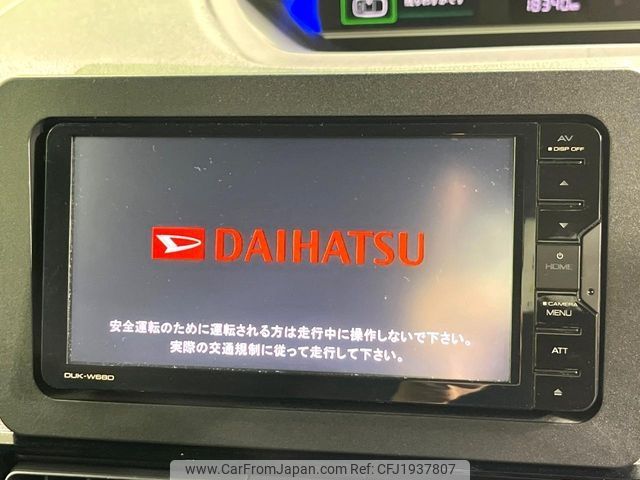 18340
AV
DISP OFF
DAIHATSU
HOME
CAMERA
MENU
安全運転のために運転される方は走行中に操作しないで下さい。
実際の交通規制に従って走行して下さい。
ATT
DUK-W68D
www.CarFromJapan.com CFJ1937807